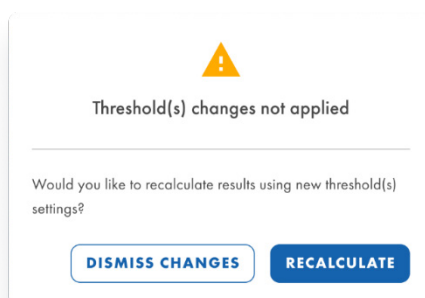 Threshold(s) changes not applied
Would you like to recalculate results using new threshold(s)
settings?
DISMISS CHANGES
RECALCULATE